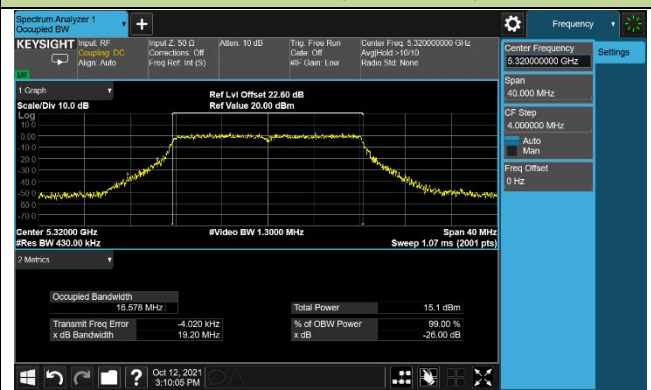 Spectrum Analyzer 1
Occupied BW
Frequency
KEYSIGHT
Input: RF
Coupling: DC
Align: Auto
Input Z: 50 Ω
Corrections: Off
Freq Ref: Int (S)
Atten: 10 dB
Trig: Free Run
Gate: Off
#IF Gain: Low
Center Freq: 5.320000000 GHz
Avg|Hold:>10/10
Radio Std: None
Center Frequency
5.320000000 GHz
Settings
Span
40.000 MHz
CF Step
4.000000 MHz
Auto
Man
Freq Offset
0 Hz
1 Graph
Scale/Div 10.0 dB
Ref Lvl Offset 22.60 dB
Ref Value 20.00 dBm
Log
10.0
0.00
-10.0
-20.0
-30.0
-40.0
-50.0
-60.0
-70.0
Center 5.32000 GHz
#Video BW 1.3000 MHz
Span 40 MHz
#Res BW 430.00 kHz
Sweep 1.07 ms (2001 pts)
2 Metrics
Occupied Bandwidth
16.578 MHz
Total Power
15.1 dBm
Transmit Freq Error
-4.020 kHz
% of OBW Power
99.00 %
x dB Bandwidth
19.20 MHz
x dB
-26.00 dB
Oct 12, 2021
3:10:05 PM